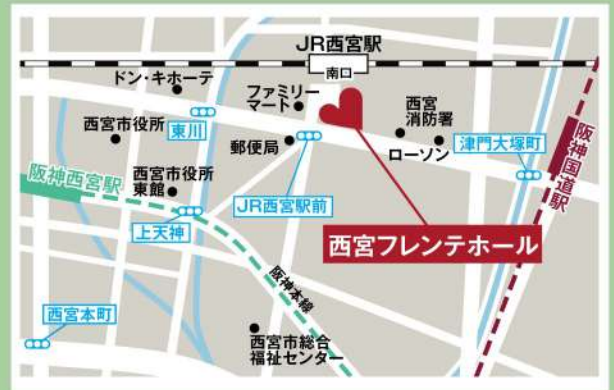 JR西宮駅
南口
ドン・キホーテ
ファミリー
マート
西宮
消防署
東川
西宮市役所
郵便局
ローソン
津門大塚町
阪神国道駅
阪神西宮駅
西宮市役所
東館
JR西宮駅前
上天神
西宮フレンテホール
阪神本線
西宮本町
西宮市総合
福祉センター